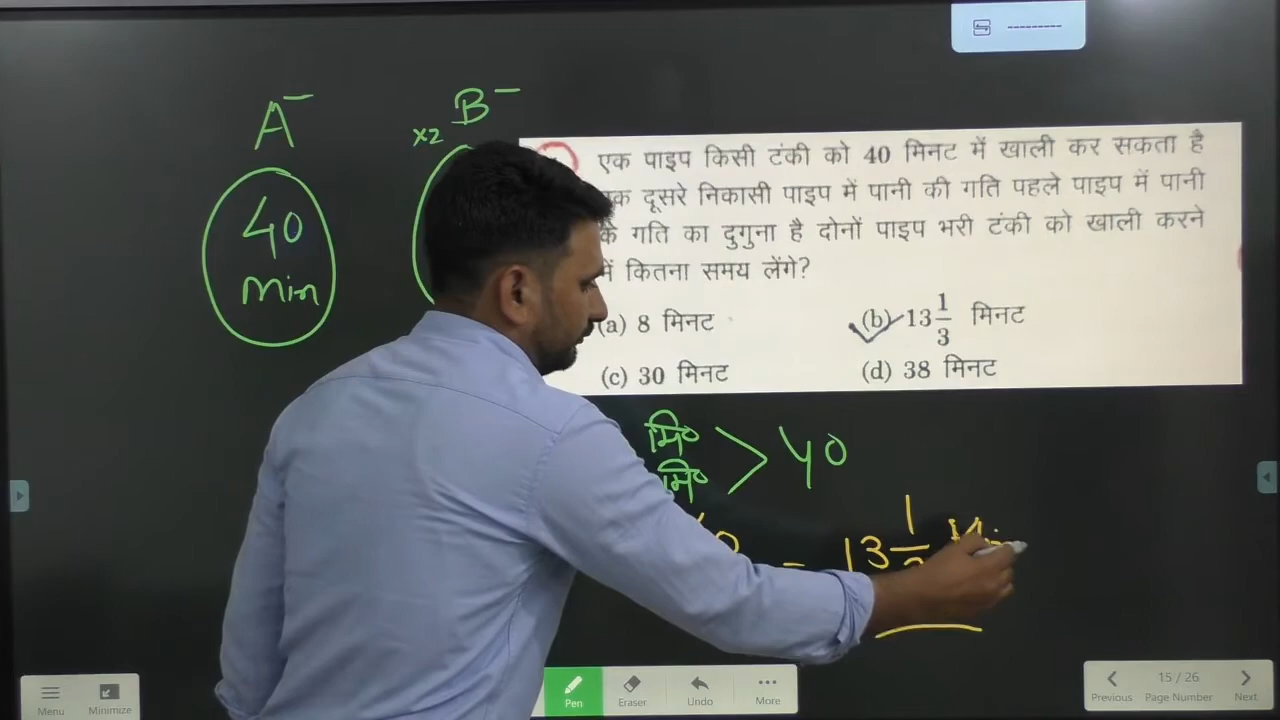 A⁻
×2 B⁻
40
min
एक पाइप किसी टंकी को 40 मिनट में खाली कर सकता है
दूसरे निकासी पाइप में पानी की गति पहले पाइप में पानी
के गति का दुगुना है दोनों पाइप भरी टंकी को खाली करने
में कितना समय लेंगे?
(a) 8 मिनट (b) 13 1/3 मिनट
(c) 30 मिनट (d) 38 मिनट
मि० > 40
मि०
= 13
Menu Minimize Pen Eraser Undo More Previous 15 / 26 Page Number Next